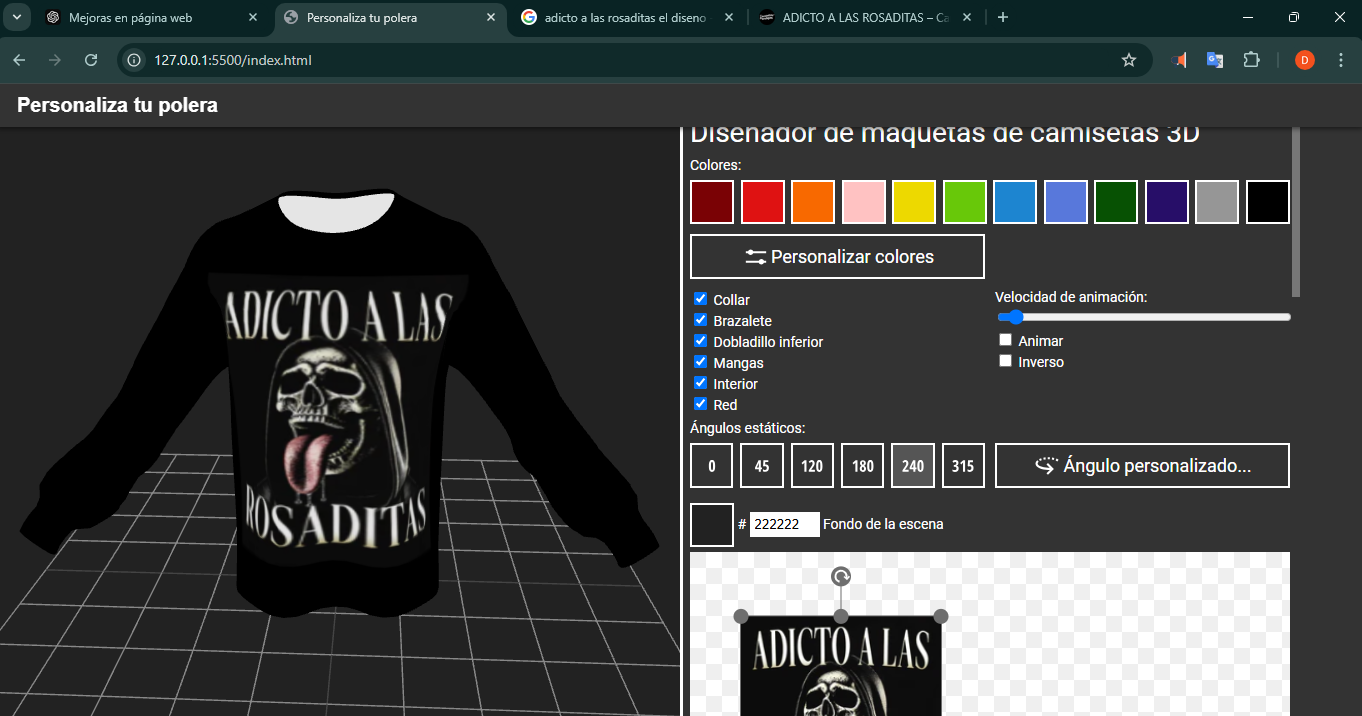 Mejoras en página web
Personaliza tu polera
adicto a las rosaditas el diseno
ADICTO A LAS ROSADITAS – Ca
127.0.0.1:5500/index.html
D
Personaliza tu polera
Diseñador de maquetas de camisetas 3D
Colores:
Personalizar colores
Collar
Brazalete
Dobladillo inferior
Mangas
Interior
Red
Velocidad de animación:
Animar
Inverso
Ángulos estáticos:
0 45 120 180 240 315
Ángulo personalizado...
# 222222 Fondo de la escena
ADICTO A LAS
ROSADITAS
ADICTO A LAS